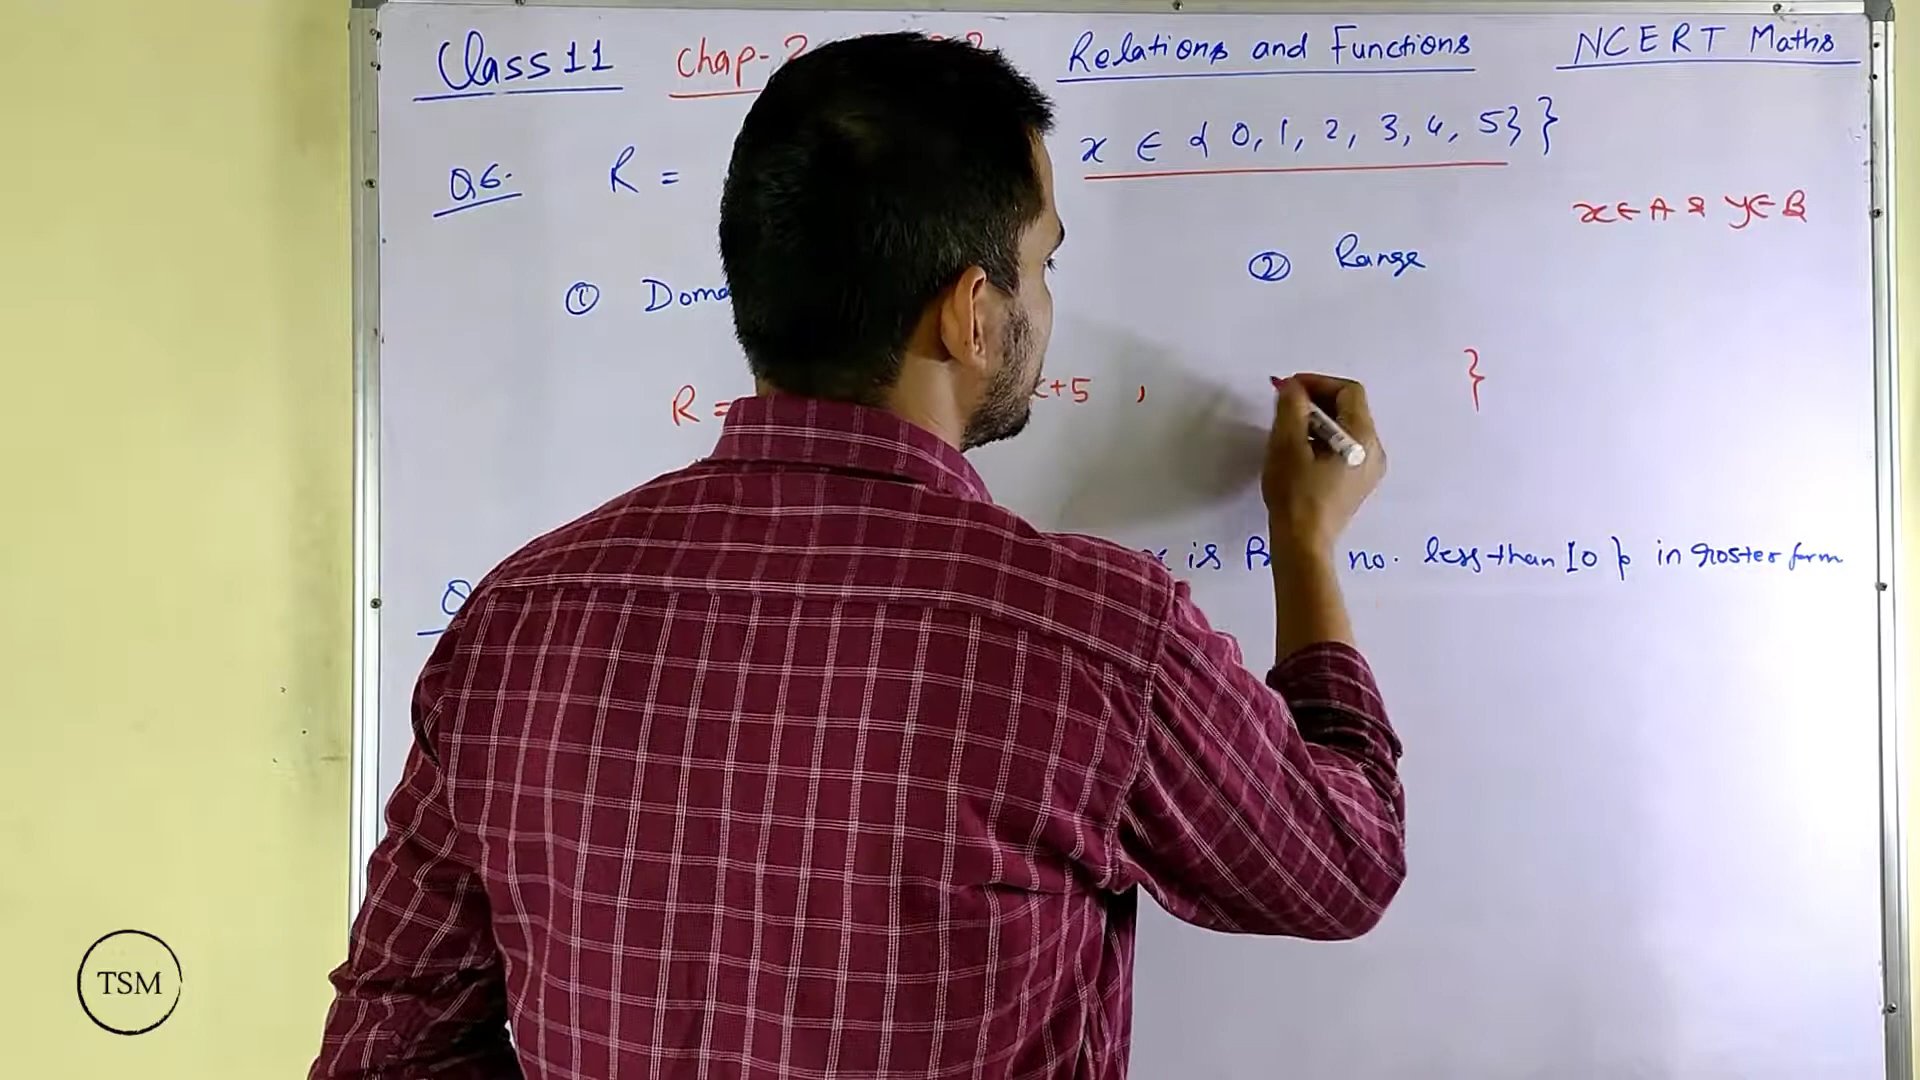 Class 11 Chap-2 Relations and Functions NCERT Maths
Q6. R = x ∈ { 0, 1, 2, 3, 4, 5} }
x ∈ A & y ∈ B
① Doma ② Range
R = x+5 , }
x is no. less than 10 } in roster form
TSM